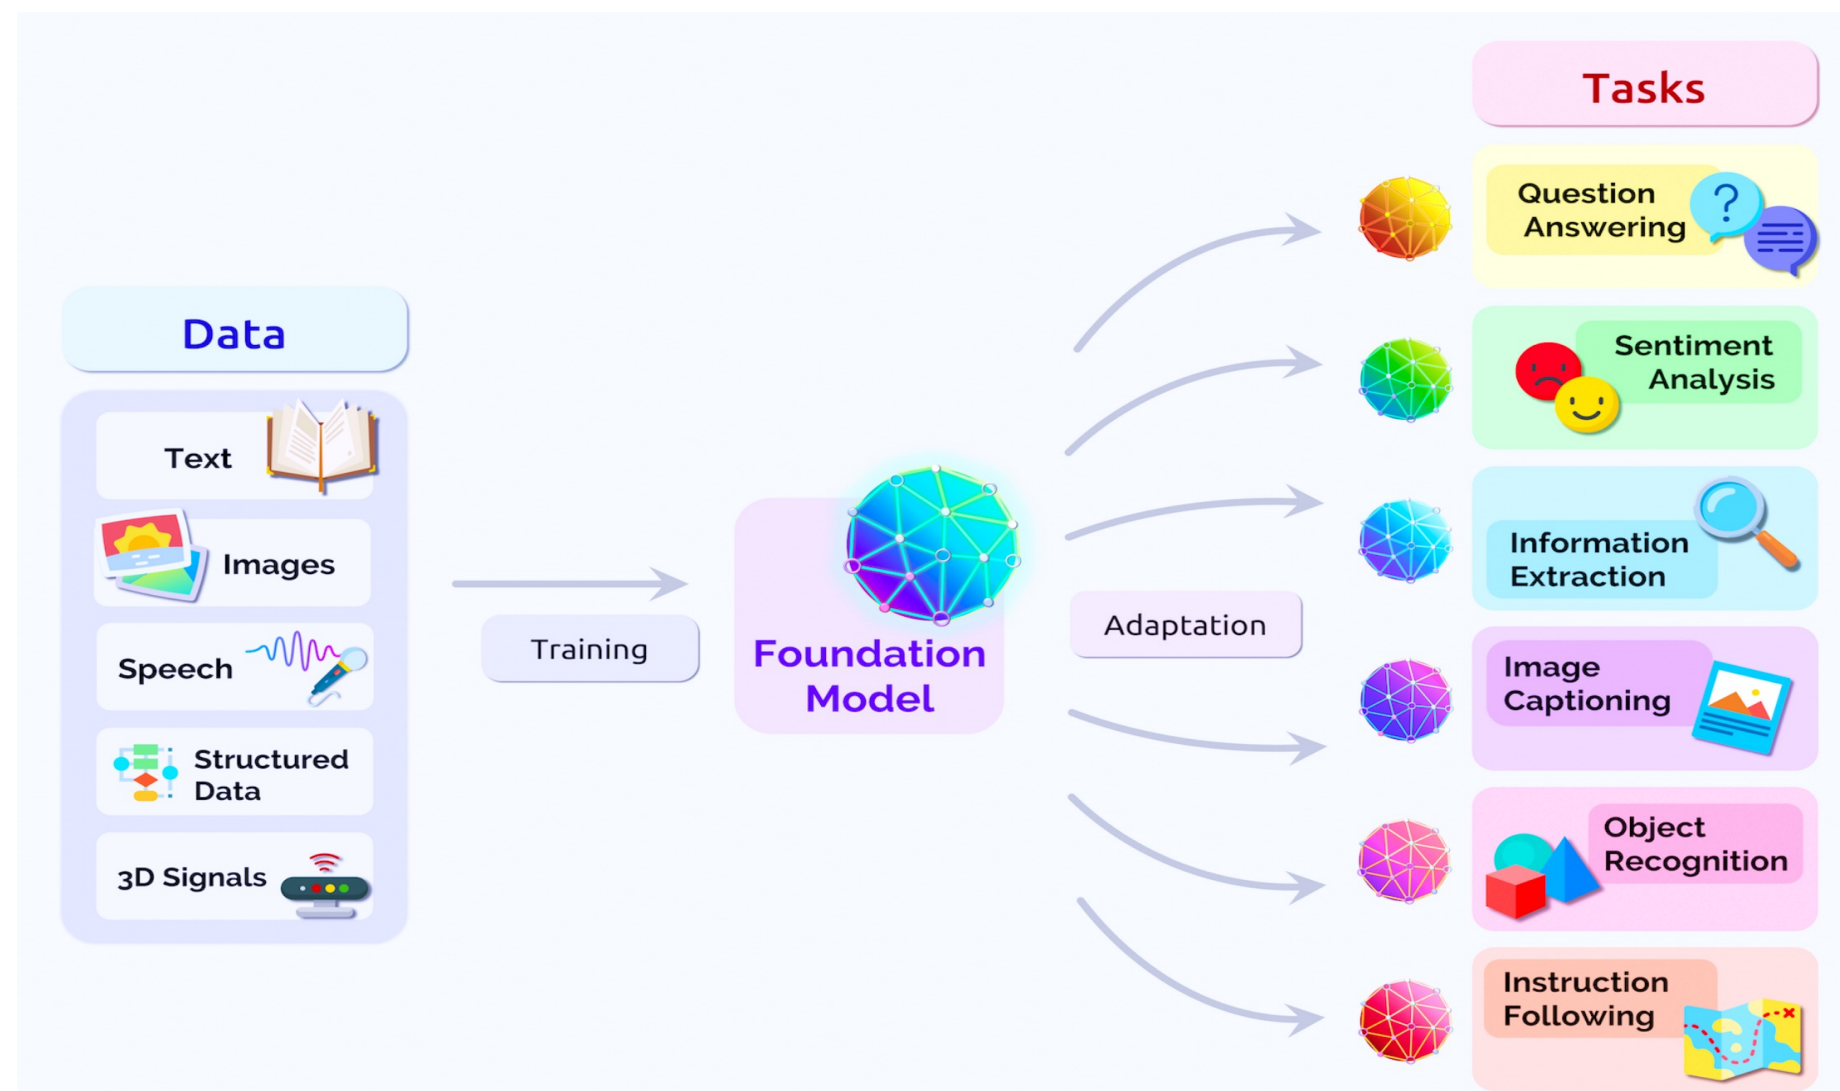 Data
Text
Images
Speech
Structured
Data
3D Signals
Training
Foundation
Model
Adaptation
Tasks
Question
Answering
?
Sentiment
Analysis
Information
Extraction
Image
Captioning
Object
Recognition
Instruction
Following